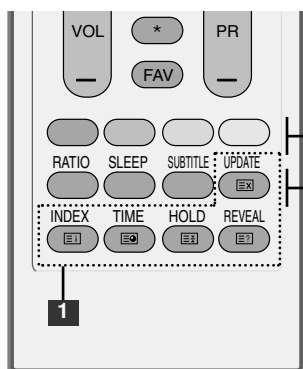 VOL * PR
FAV
RATIO SLEEP SUBTITLE UPDATE
X
INDEX TIME HOLD REVEAL
i ?
1